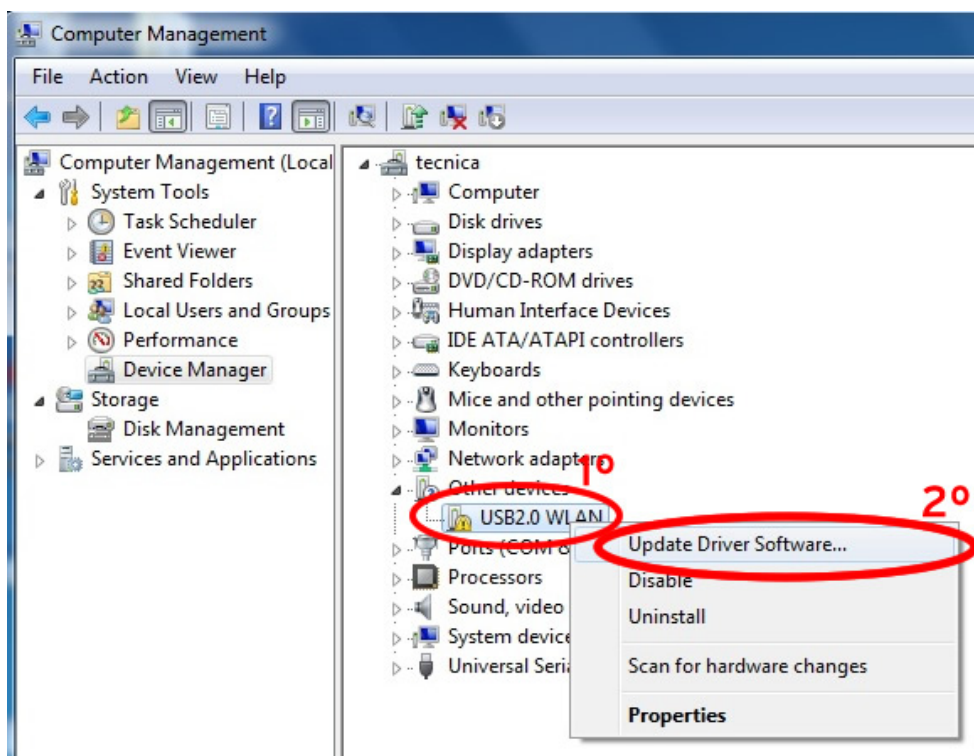 Computer Management
File Action View Help
Computer Management (Local
System Tools
Task Scheduler
Event Viewer
Shared Folders
Local Users and Groups
Performance
Device Manager
Storage
Disk Management
Services and Applications
tecnica
Computer
Disk drives
Display adapters
DVD/CD-ROM drives
Human Interface Devices
IDE ATA/ATAPI controllers
Keyboards
Mice and other pointing devices
Monitors
Network adapters
1º
Other devices
USB2.0 WLAN
Ports (COM &
Processors
Sound, video
System device
Universal Seri
2º
Update Driver Software...
Disable
Uninstall
Scan for hardware changes
Properties